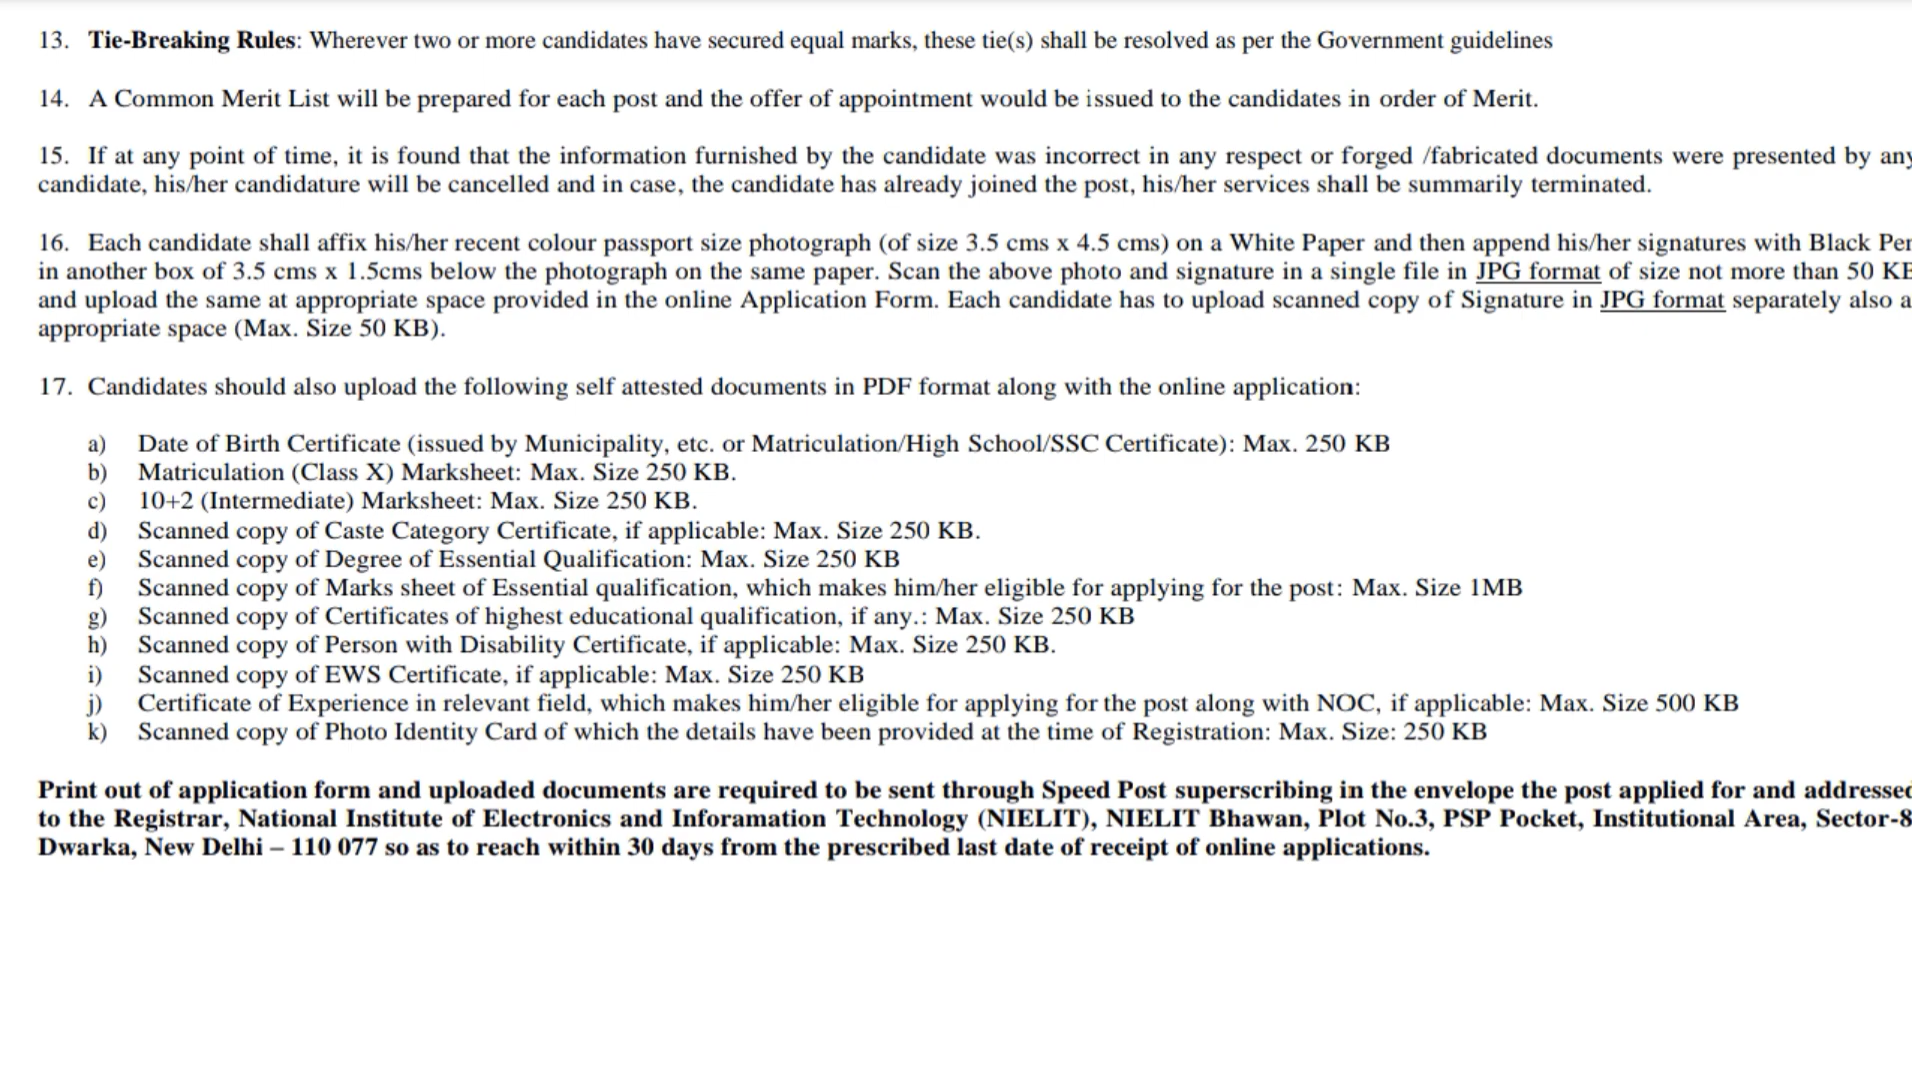 13. Tie-Breaking Rules: Wherever two or more candidates have secured equal marks, these tie(s) shall be resolved as per the Government guidelines
14. A Common Merit List will be prepared for each post and the offer of appointment would be issued to the candidates in order of Merit.
15. If at any point of time, it is found that the information furnished by the candidate was incorrect in any respect or forged /fabricated documents were presented by any
candidate, his/her candidature will be cancelled and in case, the candidate has already joined the post, his/her services shall be summarily terminated.
16. Each candidate shall affix his/her recent colour passport size photograph (of size 3.5 cms x 4.5 cms) on a White Paper and then append his/her signatures with Black Pen
in another box of 3.5 cms x 1.5cms below the photograph on the same paper. Scan the above photo and signature in a single file in JPG format of size not more than 50 KB
and upload the same at appropriate space provided in the online Application Form. Each candidate has to upload scanned copy of Signature in JPG format separately also a
appropriate space (Max. Size 50 KB).
17. Candidates should also upload the following self attested documents in PDF format along with the online application:
a) Date of Birth Certificate (issued by Municipality, etc. or Matriculation/High School/SSC Certificate): Max. 250 KB
b) Matriculation (Class X) Marksheet: Max. Size 250 KB.
c) 10+2 (Intermediate) Marksheet: Max. Size 250 KB.
d) Scanned copy of Caste Category Certificate, if applicable: Max. Size 250 KB.
e) Scanned copy of Degree of Essential Qualification: Max. Size 250 KB
f) Scanned copy of Marks sheet of Essential qualification, which makes him/her eligible for applying for the post: Max. Size 1MB
g) Scanned copy of Certificates of highest educational qualification, if any.: Max. Size 250 KB
h) Scanned copy of Person with Disability Certificate, if applicable: Max. Size 250 KB.
i) Scanned copy of EWS Certificate, if applicable: Max. Size 250 KB
j) Certificate of Experience in relevant field, which makes him/her eligible for applying for the post along with NOC, if applicable: Max. Size 500 KB
k) Scanned copy of Photo Identity Card of which the details have been provided at the time of Registration: Max. Size: 250 KB
Print out of application form and uploaded documents are required to be sent through Speed Post superscribing in the envelope the post applied for and addressed
to the Registrar, National Institute of Electronics and Inforamation Technology (NIELIT), NIELIT Bhawan, Plot No.3, PSP Pocket, Institutional Area, Sector-8
Dwarka, New Delhi – 110 077 so as to reach within 30 days from the prescribed last date of receipt of online applications.